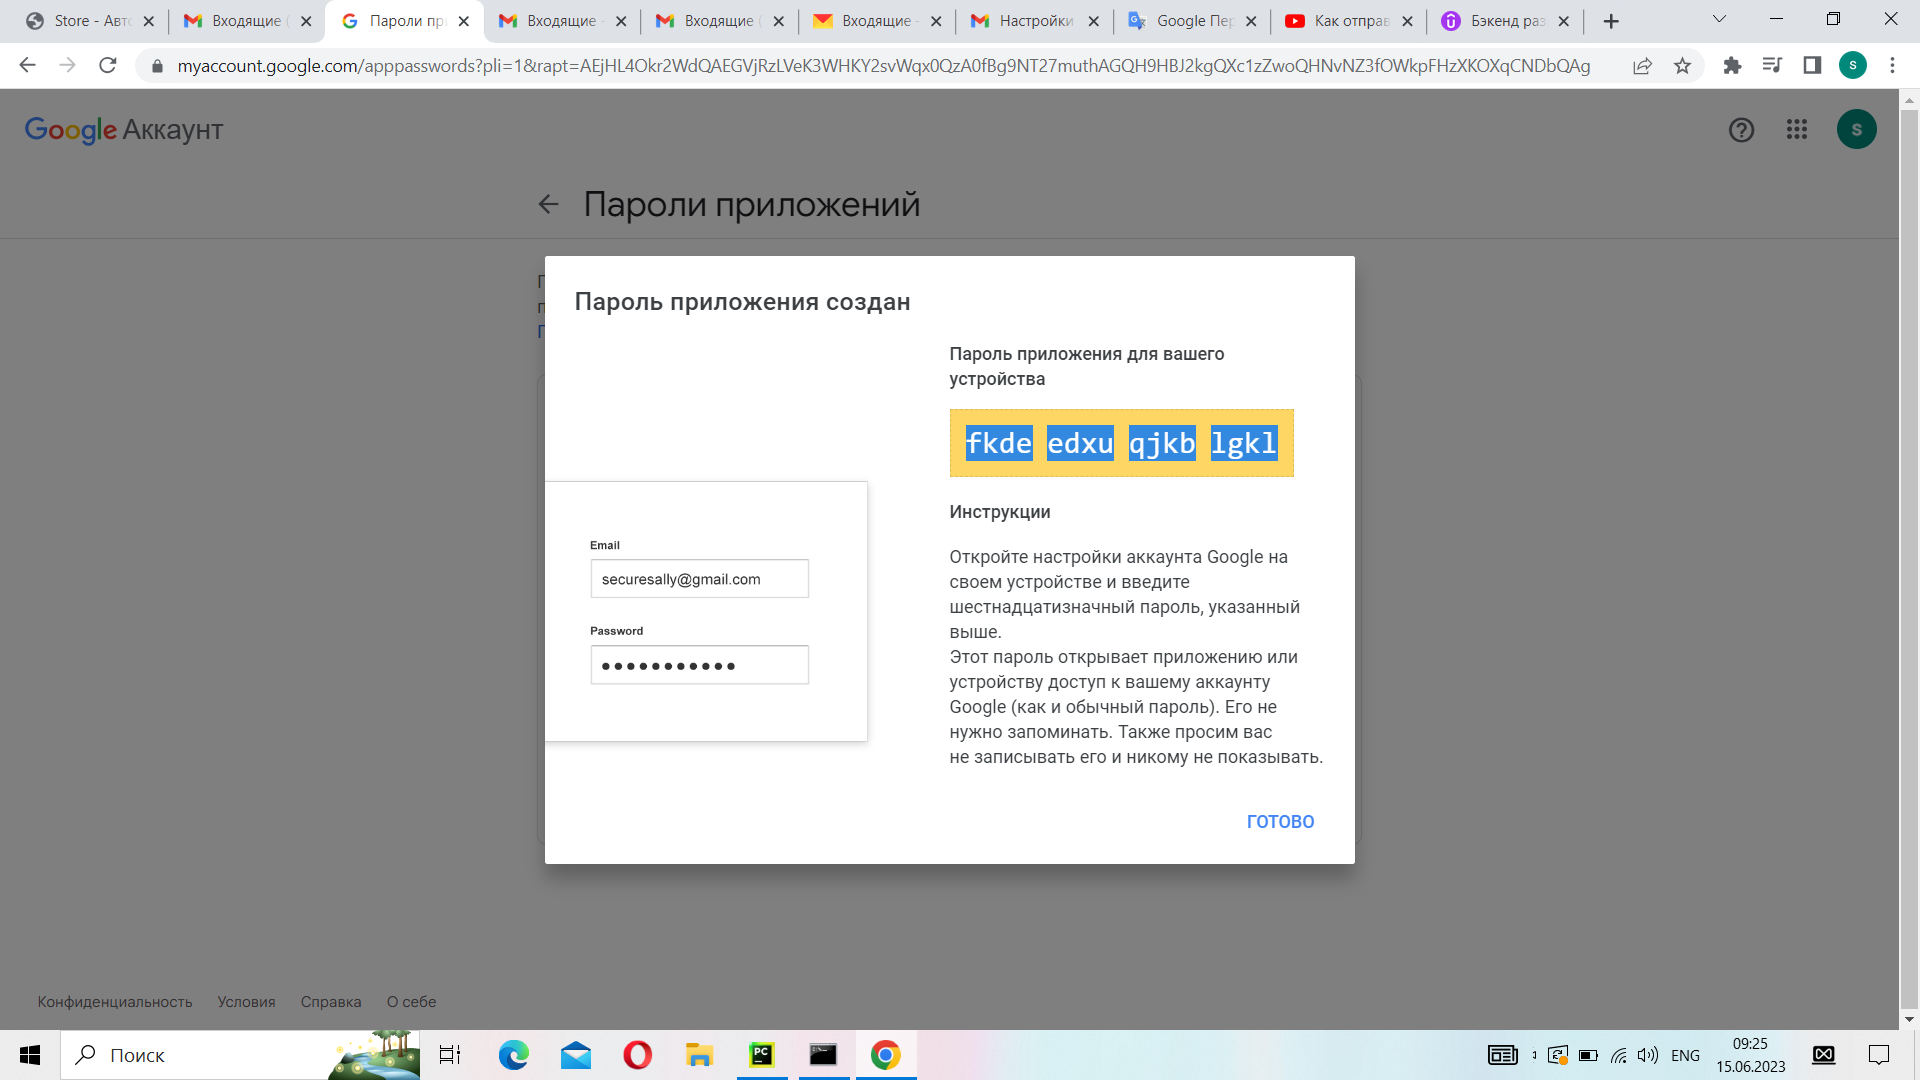 Store - Авто
Входящие (
Пароли пр
Входящие -
Входящие (
Входящие -
Настройки
Google Пер
Как отправ
Бэкенд раз
myaccount.google.com/apppasswords?pli=1&rapt=AEjHL4Okr2WdQAEGVjRzLVeK3WHKY2svWqx0QzA0fBg9NT27muthAGQH9HBJ2kgQXc1zZwoQHNvNZ3fOWkpFHzXKOXqCNDbQAg
S
Google Аккаунт
S
Пароли приложений
Пароль приложения создан
Пароль приложения для вашего
устройства
fkde edxu qjkb lgkl
Email
securesally@gmail.com
Password
Инструкции
Откройте настройки аккаунта Google на
своем устройстве и введите
шестнадцатизначный пароль, указанный
выше.
Этот пароль открывает приложению или
устройству доступ к вашему аккаунту
Google (как и обычный пароль). Его не
нужно запоминать. Также просим вас
не записывать его и никому не показывать.
ГОТОВО
Конфиденциальность Условия Справка О себе
Поиск
PC
ENG
09:25
15.06.2023